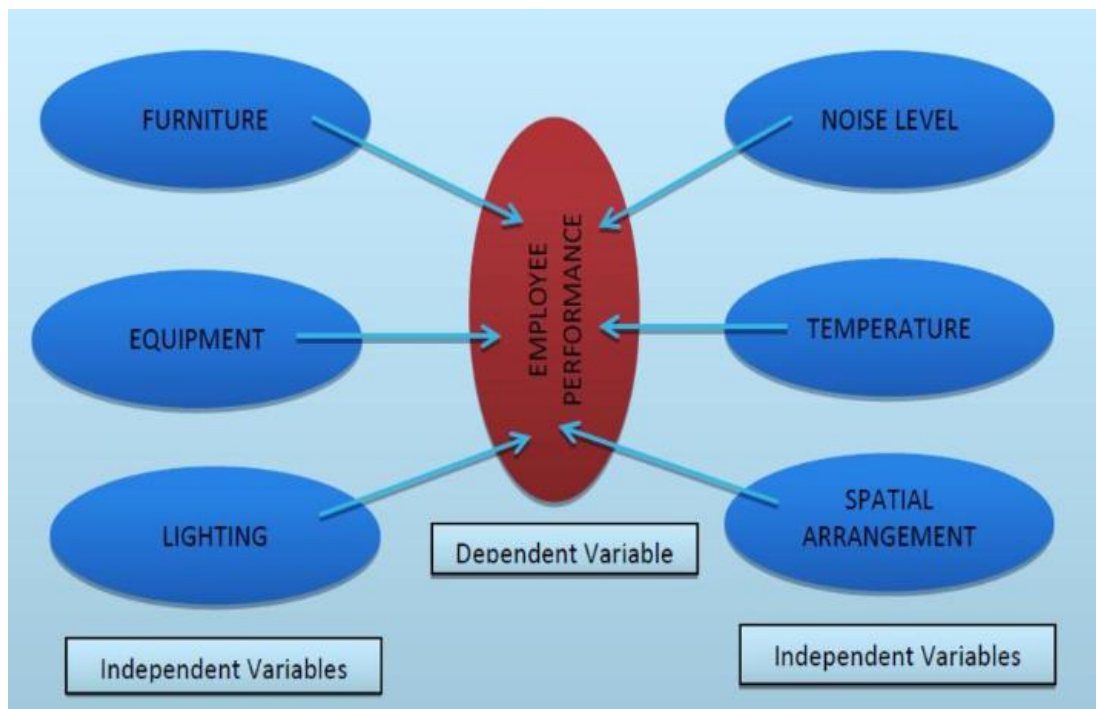 FURNITURE
NOISE LEVEL
EMPLOYEE
PERFORMANCE
EQUIPMENT
TEMPERATURE
LIGHTING
SPATIAL
ARRANGEMENT
Dependent Variable
Independent Variables
Independent Variables